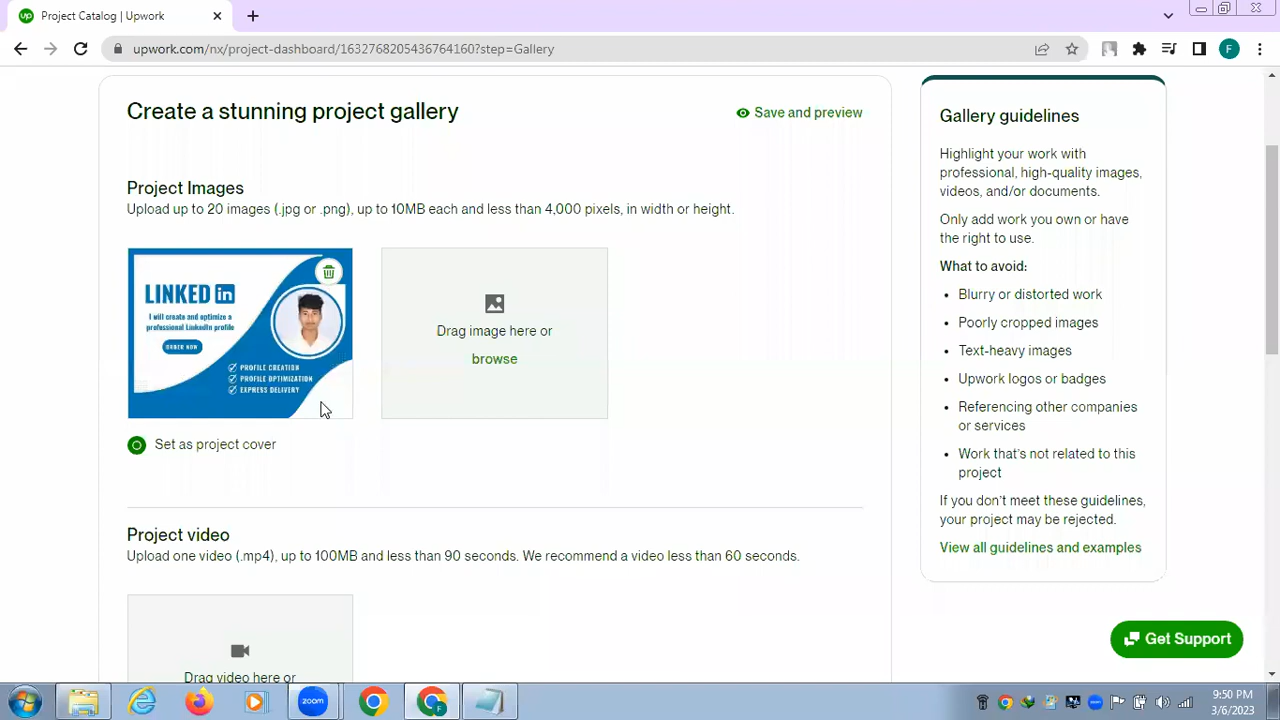 Project Catalog | Upwork
upwork.com/nx/project-dashboard/1632768205436764160?step=Gallery
F
Create a stunning project gallery
Save and preview
Project Images
Upload up to 20 images (.jpg or .png), up to 10MB each and less than 4,000 pixels, in width or height.
LINKED in
I will create and optimize a
professional LinkedIn profile
ORDER NOW
PROFILE CREATION
PROFILE OPTIMIZATION
EXPRESS DELIVERY
Drag image here or
browse
Set as project cover
Project video
Upload one video (.mp4), up to 100MB and less than 90 seconds. We recommend a video less than 60 seconds.
Drag video here or
Gallery guidelines
Highlight your work with
professional, high-quality images,
videos, and/or documents.
Only add work you own or have
the right to use.
What to avoid:
• Blurry or distorted work
• Poorly cropped images
• Text-heavy images
• Upwork logos or badges
• Referencing other companies
or services
• Work that's not related to this
project
If you don't meet these guidelines,
your project may be rejected.
View all guidelines and examples
Get Support
zoom
F
9:50 PM
3/6/2023